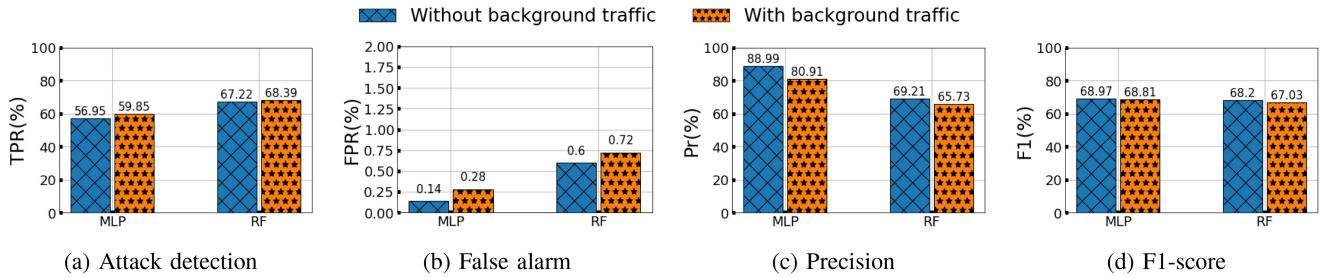 Without background traffic With background traffic
TPR(%)
100
80
60
40
20
0
56.95 59.85 67.22 68.39
MLP RF
(a) Attack detection
FPR(%)
2.00
1.75
1.50
1.25
1.00
0.75
0.50
0.25
0.00
0.14 0.28 0.6 0.72
MLP RF
(b) False alarm
Pr(%)
100
80
60
40
20
0
88.99 80.91 69.21 65.73
MLP RF
(c) Precision
F1(%)
100
80
60
40
20
0
68.97 68.81 68.2 67.03
MLP RF
(d) F1-score